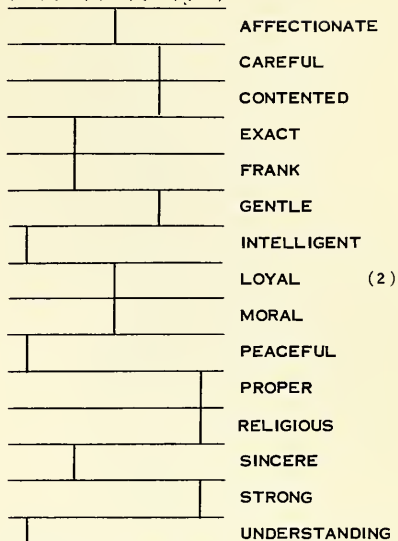 AFFECTIONATE
CAREFUL
CONTENTED
EXACT
FRANK
GENTLE
INTELLIGENT
LOYAL (2)
MORAL
PEACEFUL
PROPER
RELIGIOUS
SINCERE
STRONG
UNDERSTANDING